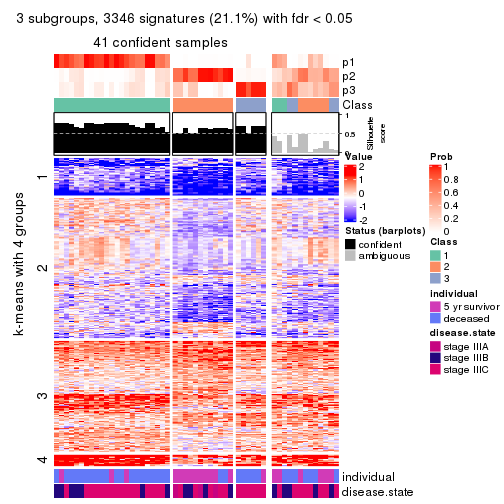 3 subgroups, 3346 signatures (21.1%) with fdr < 0.05
41 confident samples
p1
p2
p3
Class
1
0.5
0
Silhouette
score
k-means with 4 groups
1
2
3
4
individual
disease.state
Value
2
1
0
-1
-2
Status (barplots)
confident
ambiguous
Prob
1
0.8
0.6
0.4
0.2
0
Class
1
2
3
individual
5 yr survivor
deceased
disease.state
stage IIIA
stage IIIB
stage IIIC